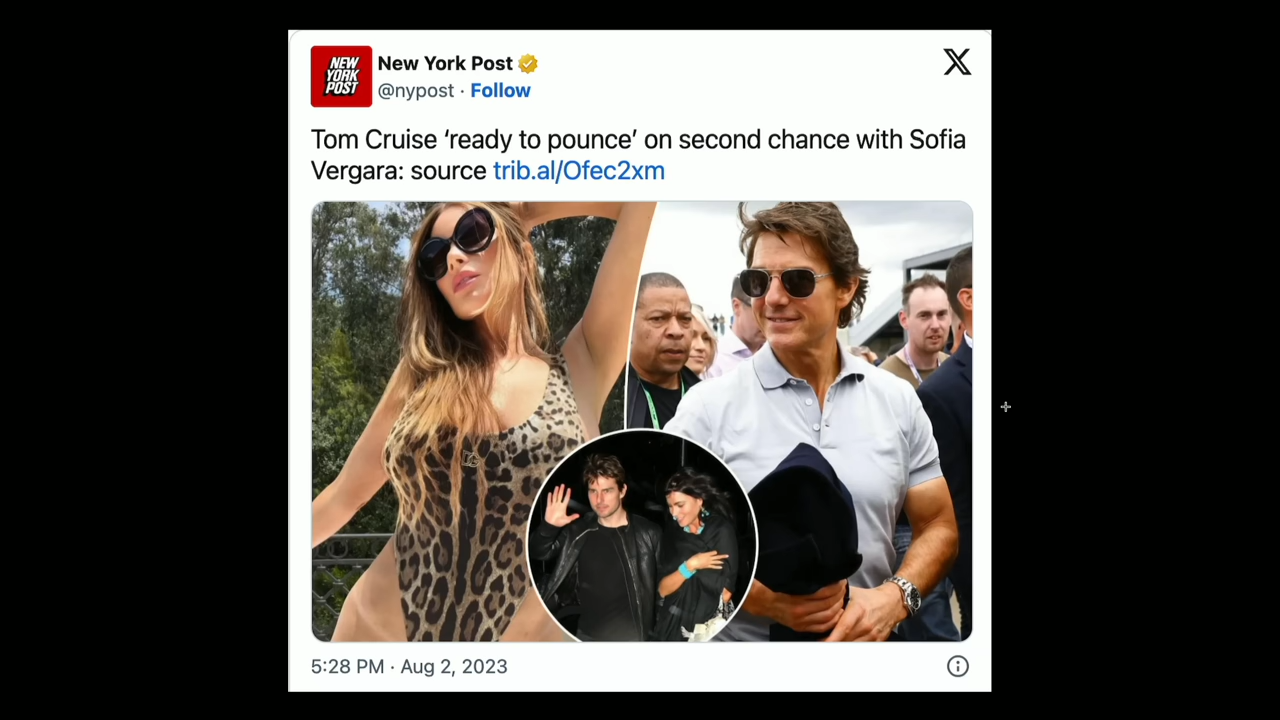 NEW
YORK
POST
New York Post
@nypost · Follow
Tom Cruise ‘ready to pounce’ on second chance with Sofia
Vergara: source trib.al/Ofec2xm
5:28 PM · Aug 2, 2023